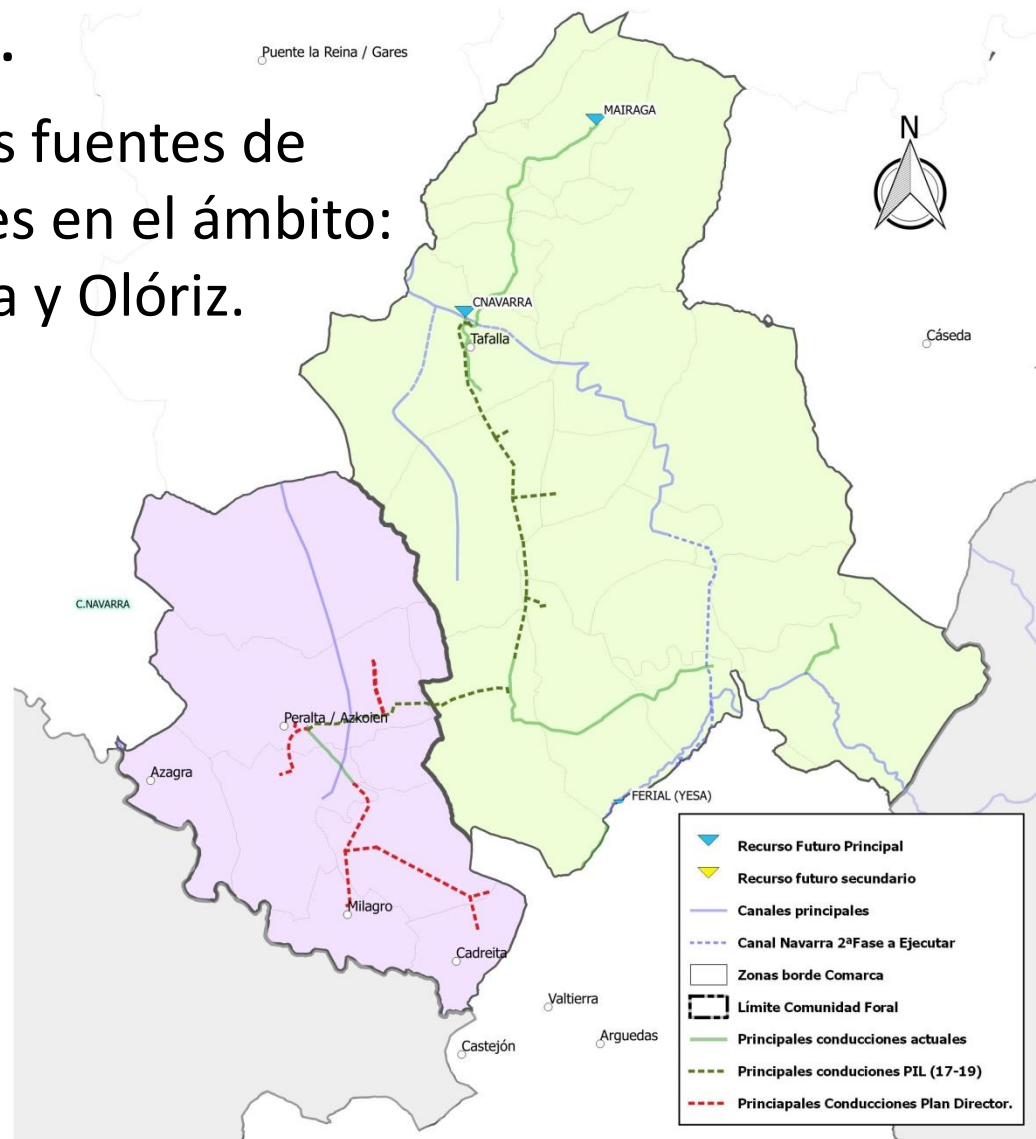 .
s fuentes de
es en el ámbito:
a y Olóriz.
Puente la Reina / Gares
MAIRAGA
N
CNAVARRA
Tafalla
Cáseda
C.NAVARRA
Peralta / Azkoien
Azagra
FERIAL (YESA)
Milagro
Cadreita
Valtierra
Arguedas
Castejón
Recurso Futuro Principal
Recurso futuro secundario
Canales principales
Canal Navarra 2ªFase a Ejecutar
Zonas borde Comarca
Límite Comunidad Foral
Principales conducciones actuales
Principales conduciones PIL (17-19)
Princiapales Conducciones Plan Director.